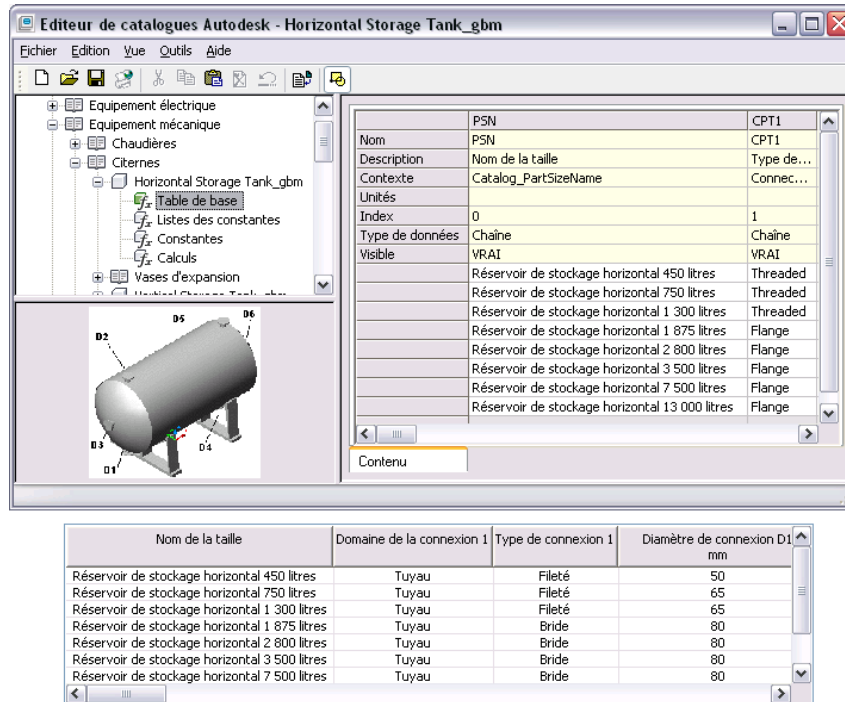 Editeur de catalogues Autodesk - Horizontal Storage Tank_gbm
Fichier Edition Vue Outils Aide
Equipement électrique
Equipement mécanique
Chaudières
Citernes
Horizontal Storage Tank_gbm
Table de base
Listes des constantes
Constantes
Calculs
Vases d'expansion
D5 D6
D2
D3 D4
D1
PSN CPT1
Nom PSN CPT1
Description Nom de la taille Type de...
Contexte Catalog_PartSizeName Connec...
Unités
Index 0 1
Type de données Chaîne Chaîne
Visible VRAI VRAI
Réservoir de stockage horizontal 450 litres Threaded
Réservoir de stockage horizontal 750 litres Threaded
Réservoir de stockage horizontal 1 300 litres Threaded
Réservoir de stockage horizontal 1 875 litres Flange
Réservoir de stockage horizontal 2 800 litres Flange
Réservoir de stockage horizontal 3 500 litres Flange
Réservoir de stockage horizontal 7 500 litres Flange
Réservoir de stockage horizontal 13 000 litres Flange
Contenu
Nom de la taille Domaine de la connexion 1 Type de connexion 1 Diamètre de connexion D1
mm
Réservoir de stockage horizontal 450 litres Tuyau Fileté 50
Réservoir de stockage horizontal 750 litres Tuyau Fileté 65
Réservoir de stockage horizontal 1 300 litres Tuyau Fileté 65
Réservoir de stockage horizontal 1 875 litres Tuyau Bride 80
Réservoir de stockage horizontal 2 800 litres Tuyau Bride 80
Réservoir de stockage horizontal 3 500 litres Tuyau Bride 80
Réservoir de stockage horizontal 7 500 litres Tuyau Bride 80